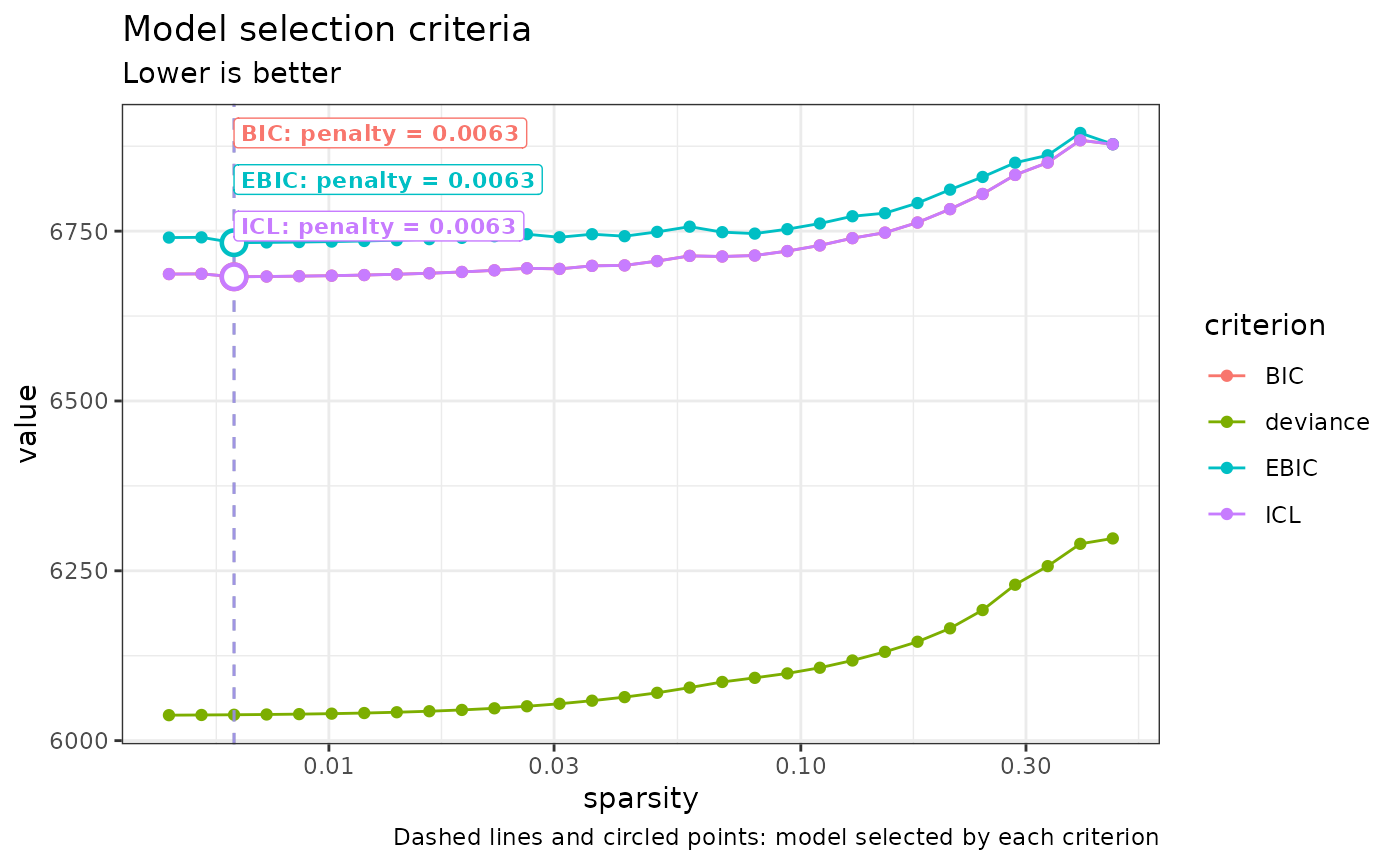 Model selection criteria
Lower is better
BIC: penalty = 0.0063
EBIC: penalty = 0.0063
ICL: penalty = 0.0063
6750
6500
6250
6000
value
0.01
0.03
0.10
0.30
sparsity
criterion
BIC
deviance
EBIC
ICL
Dashed lines and circled points: model selected by each criterion